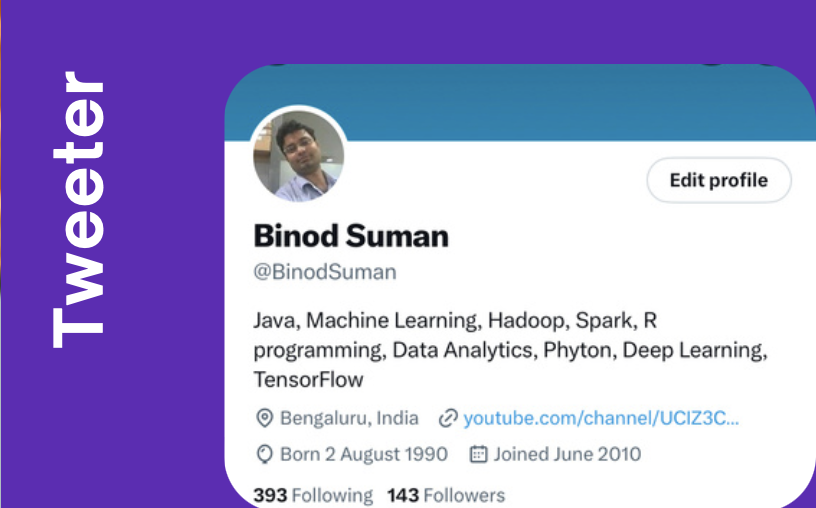 Tweeter
Edit profile
Binod Suman
@BinodSuman
Java, Machine Learning, Hadoop, Spark, R
programming, Data Analytics, Phyton, Deep Learning,
TensorFlow
Bengaluru, India youtube.com/channel/UCIZ3C...
Born 2 August 1990 Joined June 2010
393 Following 143 Followers